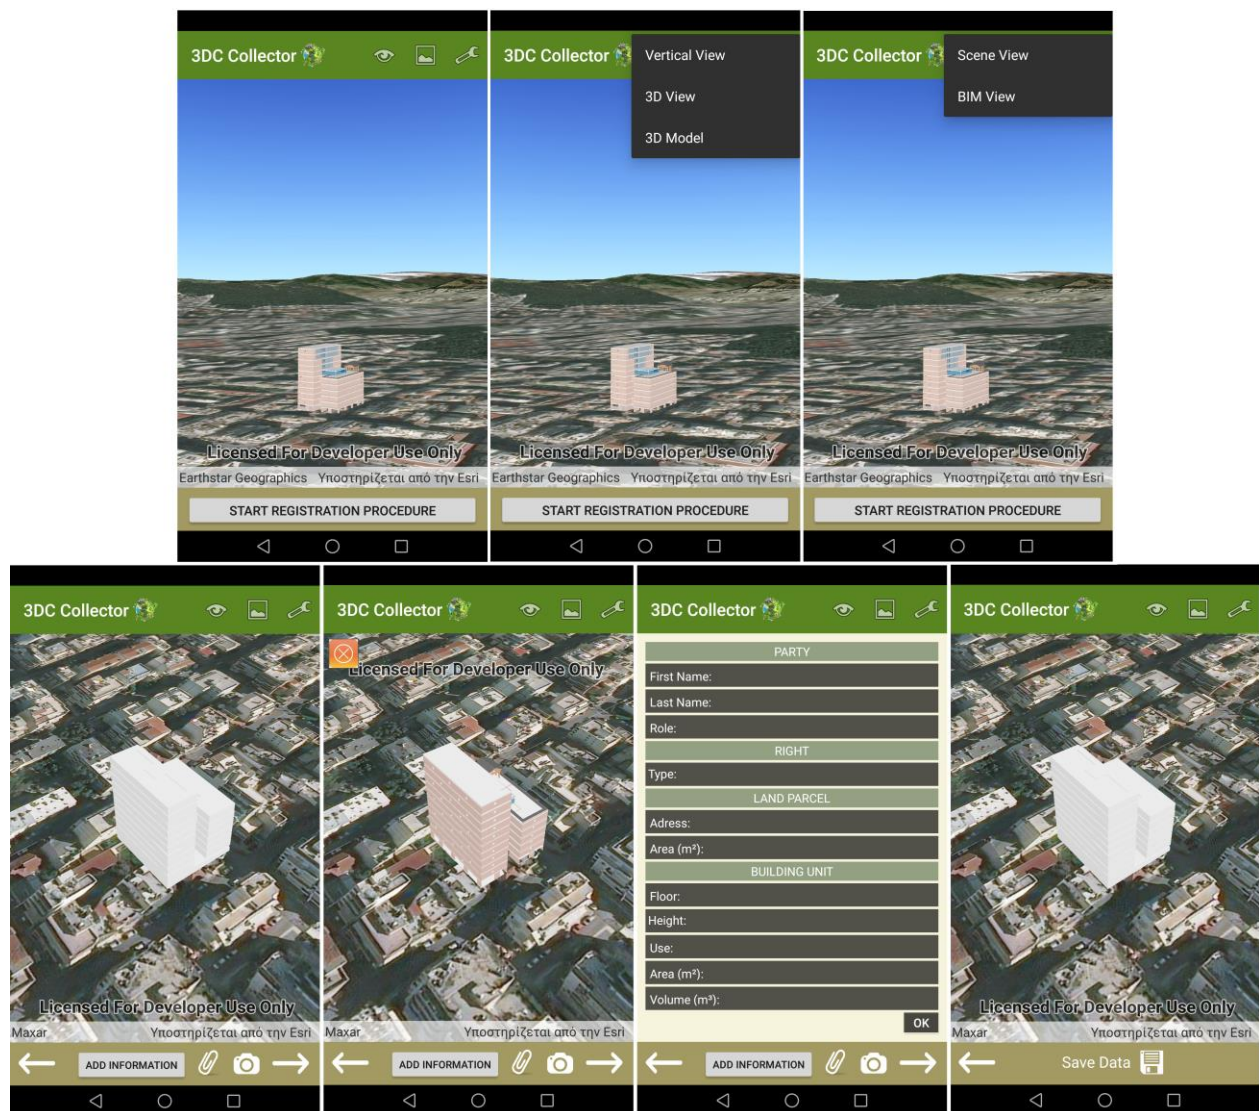 3DC Collector
Licensed For Developer Use Only
Earthstar Geographics Υποστηρίζεται από την Esri
START REGISTRATION PROCEDURE
3DC Collector
Vertical View
3D View
3D Model
Licensed For Developer Use Only
Earthstar Geographics Υποστηρίζεται από την Esri
START REGISTRATION PROCEDURE
3DC Collector
Scene View
BIM View
Licensed For Developer Use Only
Earthstar Geographics Υποστηρίζεται από την Esri
START REGISTRATION PROCEDURE
3DC Collector
Licensed For Developer Use Only
Maxar Υποστηρίζεται από την Esri
ADD INFORMATION
3DC Collector
Licensed For Developer Use Only
Maxar Υποστηρίζεται από την Esri
ADD INFORMATION
3DC Collector
PARTY
First Name:
Last Name:
Role:
RIGHT
Type:
LAND PARCEL
Adress:
Area (m²):
BUILDING UNIT
Floor:
Height:
Use:
Area (m²):
Volume (m³):
OK
ADD INFORMATION
3DC Collector
Licensed For Developer Use Only
Maxar Υποστηρίζεται από την Esri
Save Data